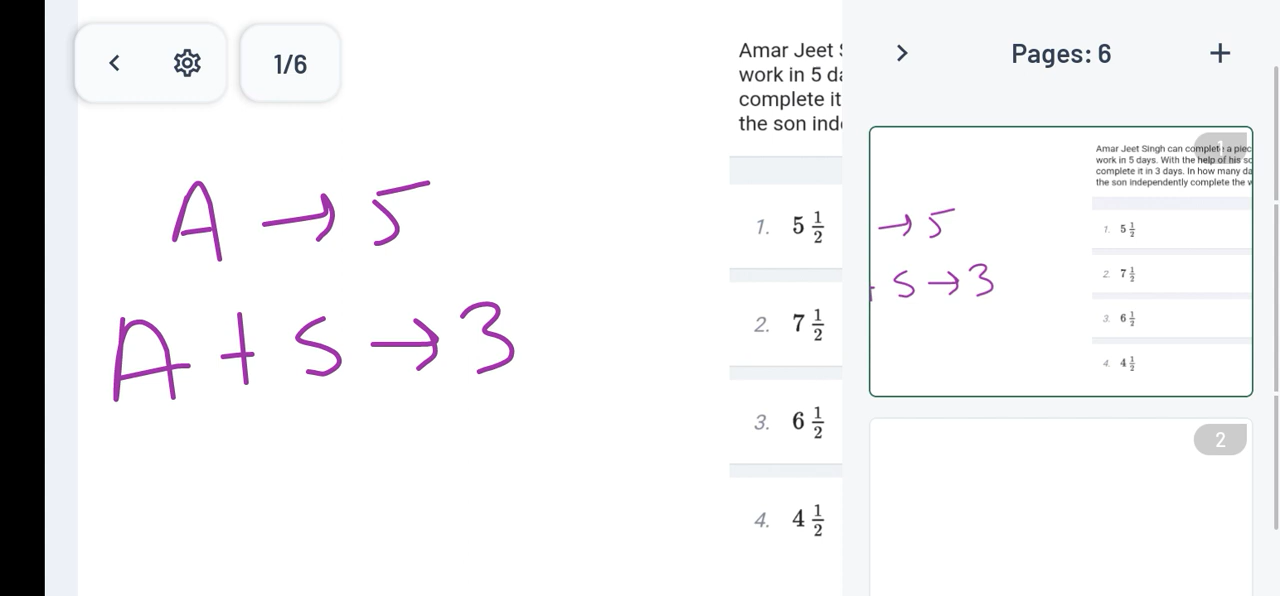 1/6
A → 5
A + S → 3
Amar Jeet
work in 5
complete it
the son
1. 5 1/2
2. 7 1/2
3. 6 1/2
4. 4 1/2
Pages: 6
1
Amar Jeet Singh can complete a piec
work in 5 days. With the help of his so
complete it in 3 days. In how many da
the son independently complete the w
→ 5
S → 3
1. 5 1/2
2. 7 1/2
3. 6 1/2
4. 4 1/2
2